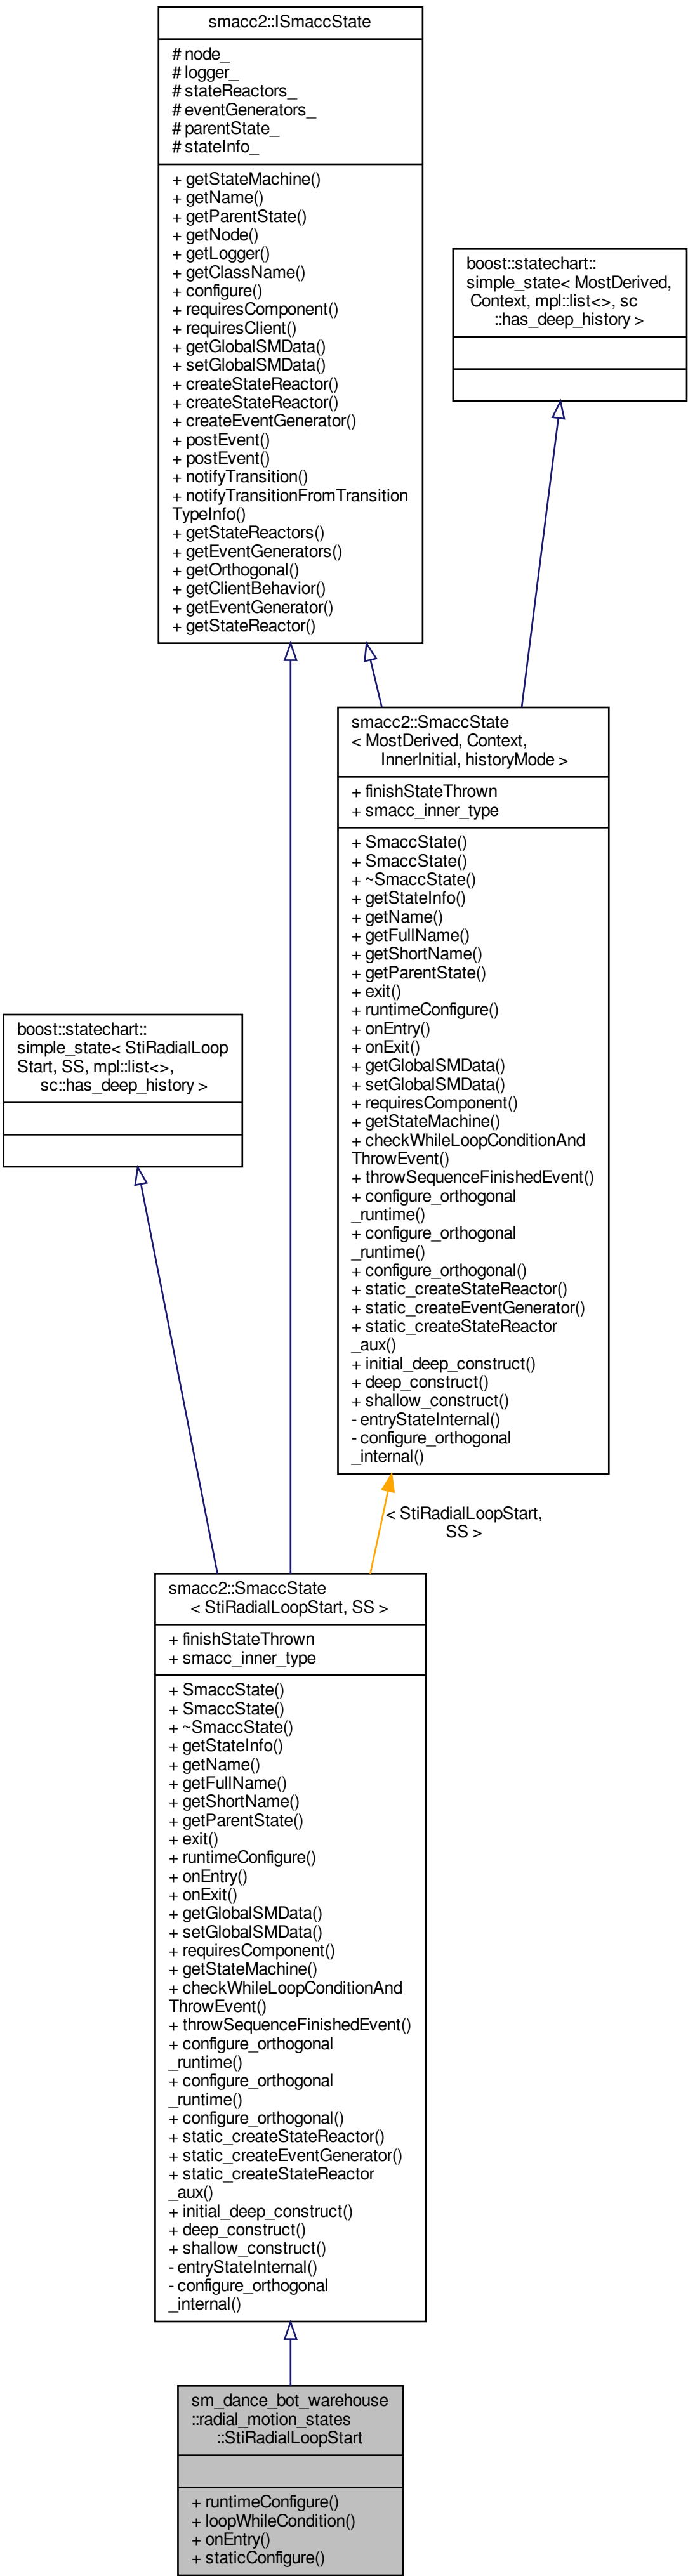 smacc2::ISmaccState
# node_
# logger_
# stateReactors_
# eventGenerators_
# parentState_
# stateInfo_
+ getStateMachine()
+ getName()
+ getParentState()
+ getNode()
+ getLogger()
+ getClassName()
+ configure()
+ requiresComponent()
+ requiresClient()
+ getGlobalSMData()
+ setGlobalSMData()
+ createStateReactor()
+ createStateReactor()
+ createEventGenerator()
+ postEvent()
+ postEvent()
+ notifyTransition()
+ notifyTransitionFromTransition
TypeInfo()
+ getStateReactors()
+ getEventGenerators()
+ getOrthogonal()
+ getClientBehavior()
+ getEventGenerator()
+ getStateReactor()
boost::statechart::
simple_state< MostDerived,
Context, mpl::list<>, sc
::has_deep_history >
smacc2::SmaccState
< MostDerived, Context,
InnerInitial, historyMode >
+ finishStateThrown
+ smacc_inner_type
+ SmaccState()
+ SmaccState()
+ ~SmaccState()
+ getStateInfo()
+ getName()
+ getFullName()
+ getShortName()
+ getParentState()
+ exit()
+ runtimeConfigure()
+ onEntry()
+ onExit()
+ getGlobalSMData()
+ setGlobalSMData()
+ requiresComponent()
+ getStateMachine()
+ checkWhileLoopConditionAnd
ThrowEvent()
+ throwSequenceFinishedEvent()
+ configure_orthogonal
_runtime()
+ configure_orthogonal
_runtime()
+ configure_orthogonal()
+ static_createStateReactor()
+ static_createEventGenerator()
+ static_createStateReactor
_aux()
+ initial_deep_construct()
+ deep_construct()
+ shallow_construct()
- entryStateInternal()
- configure_orthogonal
_internal()
boost::statechart::
simple_state< StiRadialLoop
Start, SS, mpl::list<>,
sc::has_deep_history >
< StiRadialLoopStart,
SS >
smacc2::SmaccState
< StiRadialLoopStart, SS >
+ finishStateThrown
+ smacc_inner_type
+ SmaccState()
+ SmaccState()
+ ~SmaccState()
+ getStateInfo()
+ getName()
+ getFullName()
+ getShortName()
+ getParentState()
+ exit()
+ runtimeConfigure()
+ onEntry()
+ onExit()
+ getGlobalSMData()
+ setGlobalSMData()
+ requiresComponent()
+ getStateMachine()
+ checkWhileLoopConditionAnd
ThrowEvent()
+ throwSequenceFinishedEvent()
+ configure_orthogonal
_runtime()
+ configure_orthogonal
_runtime()
+ configure_orthogonal()
+ static_createStateReactor()
+ static_createEventGenerator()
+ static_createStateReactor
_aux()
+ initial_deep_construct()
+ deep_construct()
+ shallow_construct()
- entryStateInternal()
- configure_orthogonal
_internal()
sm_dance_bot_warehouse
::radial_motion_states
::StiRadialLoopStart
+ runtimeConfigure()
+ loopWhileCondition()
+ onEntry()
+ staticConfigure()